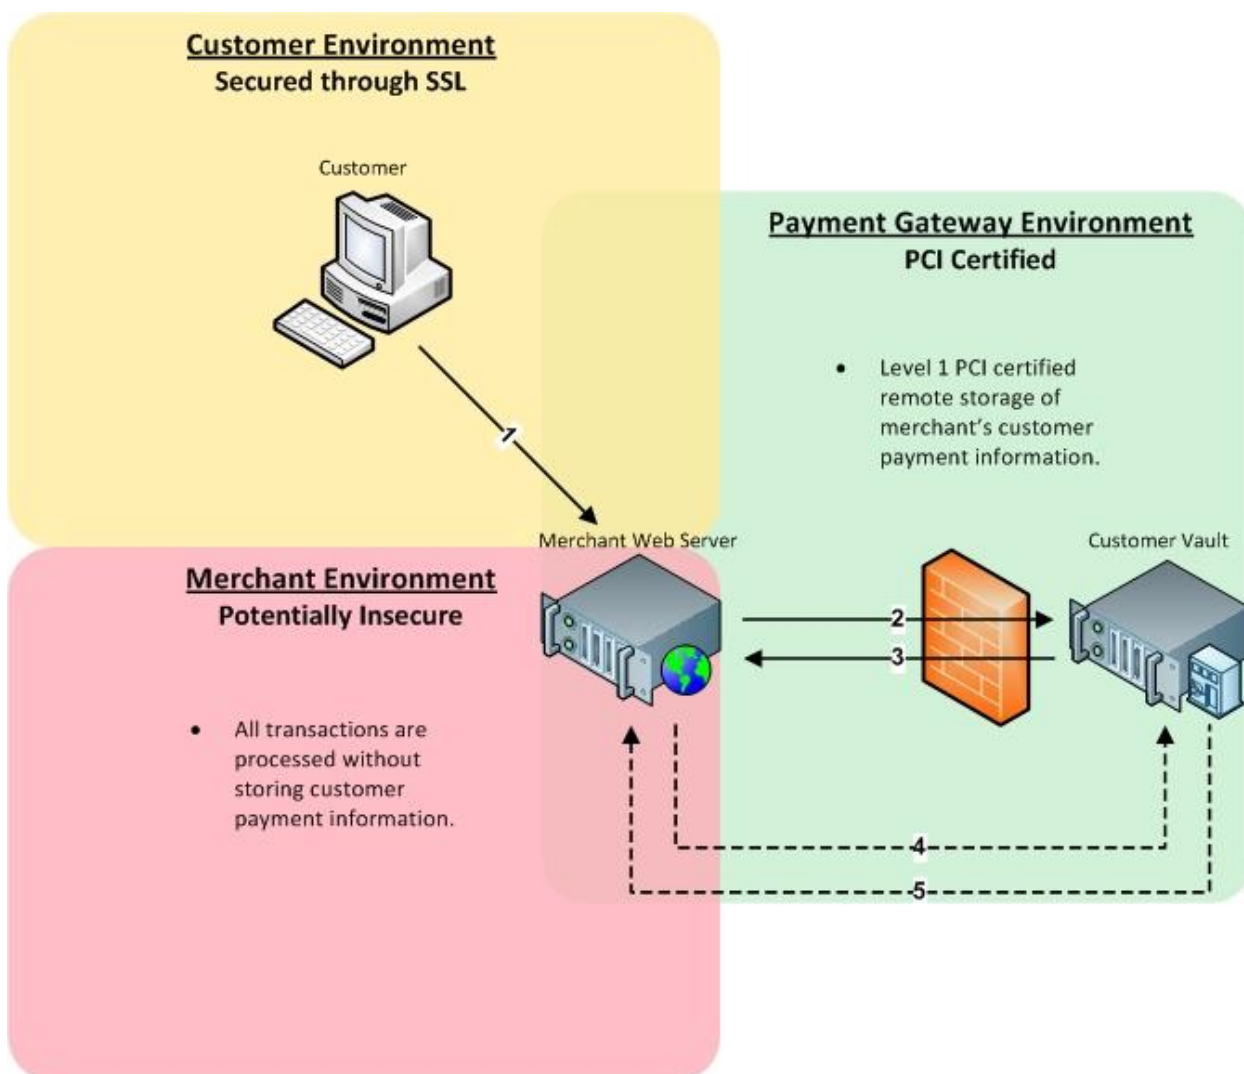 Customer Environment
Secured through SSL
Customer
Payment Gateway Environment
PCI Certified
• Level 1 PCI certified
remote storage of
merchant's customer
payment information.
1
Merchant Web Server
Customer Vault
Merchant Environment
Potentially Insecure
2
3
• All transactions are
processed without
storing customer
payment information.
4
5